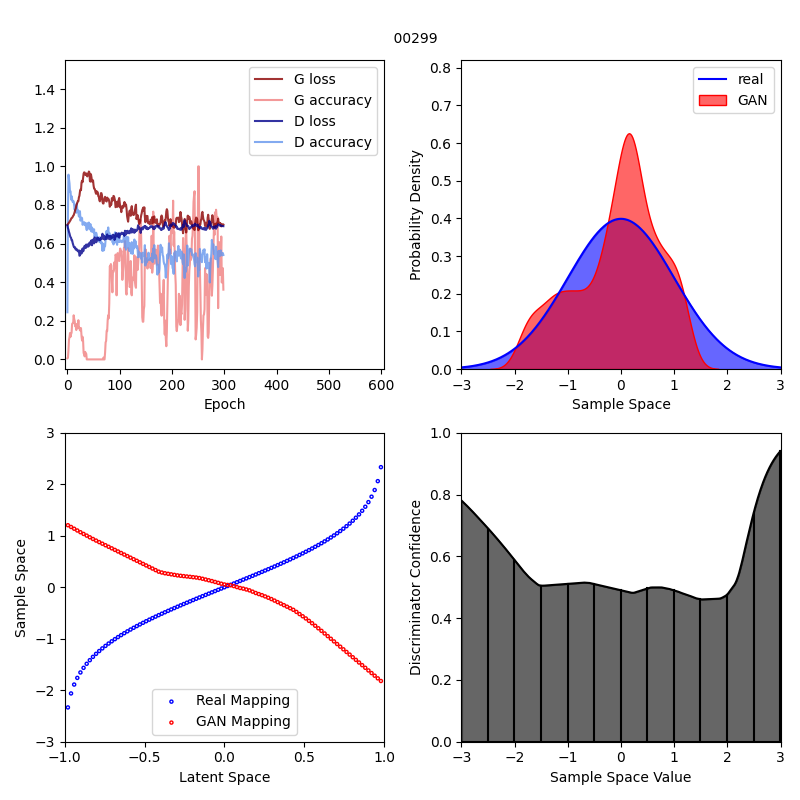 00299
1.4
1.2
1.0
0.8
0.6
0.4
0.2
0.0
0 100 200 300 400 500 600
Epoch
G loss
G accuracy
D loss
D accuracy
0.8
0.7
0.6
0.5
0.4
0.3
0.2
0.1
0.0
Probability Density
−3 −2 −1 0 1 2 3
Sample Space
real
GAN
3
2
1
0
−1
−2
−3
Sample Space
−1.0 −0.5 0.0 0.5 1.0
Latent Space
Real Mapping
GAN Mapping
1.0
0.8
0.6
0.4
0.2
0.0
Discriminator Confidence
−3 −2 −1 0 1 2 3
Sample Space Value